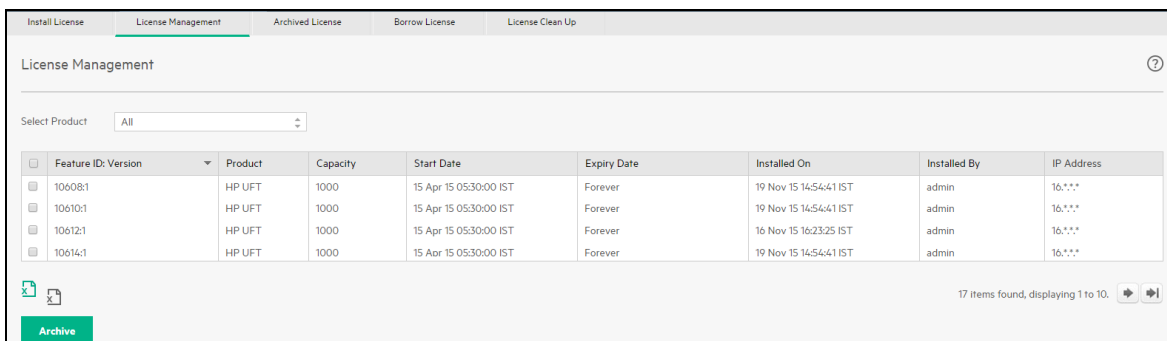 Install License License Management Archived License Borrow License License Clean Up
License Management
Select Product All
Feature ID: Version Product Capacity Start Date Expiry Date Installed On Installed By IP Address
10608:1 HP UFT 1000 15 Apr 15 05:30:00 IST Forever 19 Nov 15 14:54:41 IST admin 16.*.*.*
10610:1 HP UFT 1000 15 Apr 15 05:30:00 IST Forever 19 Nov 15 14:54:41 IST admin 16.*.*.*
10612:1 HP UFT 1000 15 Apr 15 05:30:00 IST Forever 16 Nov 15 16:23:25 IST admin 16.*.*.*
10614:1 HP UFT 1000 15 Apr 15 05:30:00 IST Forever 19 Nov 15 14:54:41 IST admin 16.*.*.*
17 items found, displaying 1 to 10.
Archive